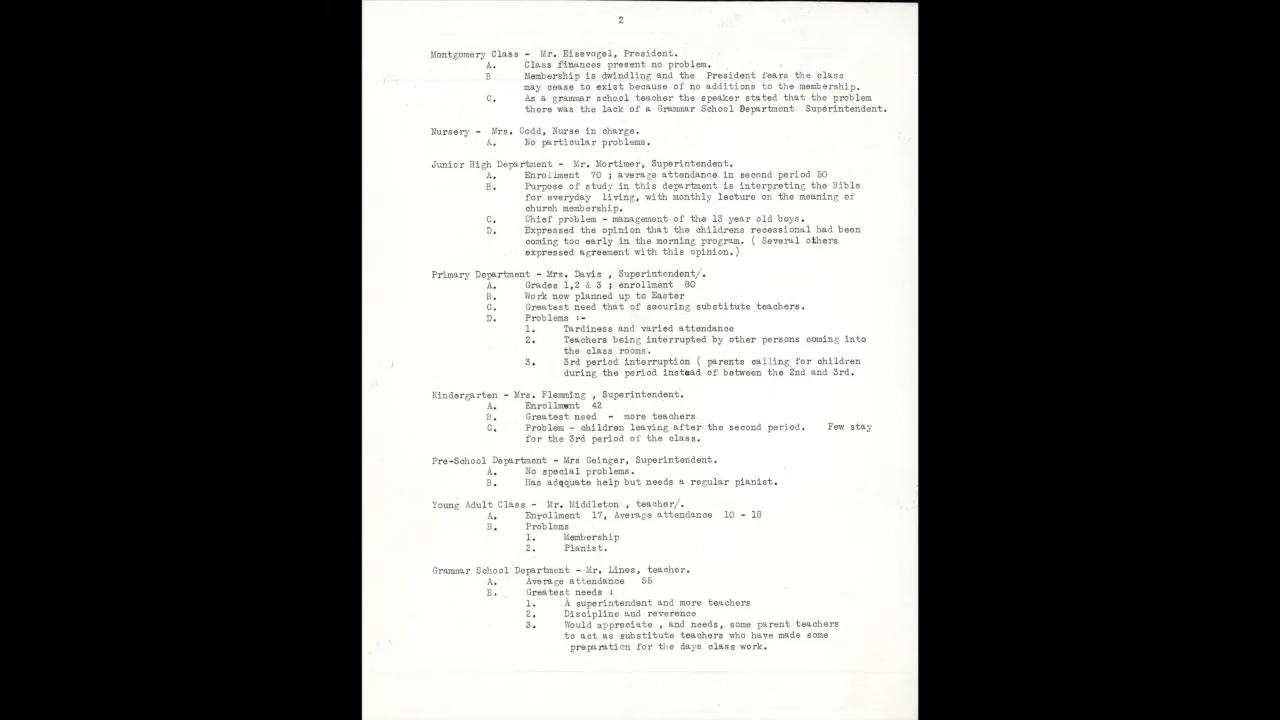 2
Montgomery Class - Mr. Eisevogel, President.
A. Class finances present no problem.
B Membership is dwindling and the President fears the class
may cease to exist because of no additions to the membership.
C. As a grammar school teacher the speaker stated that the problem
there was the lack of a Grammar School Department Superintendent.
Nursery - Mrs. Codd, Nurse in charge.
A. No particular problems.
Junior High Department - Mr. Mortimer, Superintendent.
A. Enrollment 70 ; average attendance in second period 50
B. Purpose of study in this department is interpreting the Bible
for everyday living, with monthly lecture on the meaning of
church membership.
C. Chief problem - management of the 13 year old boys.
D. Expressed the opinion that the childrens recessional had been
coming too early in the morning program. ( Several others
expressed agreement with this opinion.)
Primary Department - Mrs. Davis , Superintendent/.
A. Grades 1,2 & 3 ; enrollment 80
B. Work now planned up to Easter
C. Greatest need that of securing substitute teachers.
D. Problems :-
1. Tardiness and varied attendance
2. Teachers being interrupted by other persons coming into
the class rooms.
3. 3rd period interruption ( parents calling for children
during the period instead of between the 2nd and 3rd.
Kindergarten - Mrs. Flemming , Superintendent.
A. Enrollment 42
B. Greatest need - more teachers
C. Problem - children leaving after the second period. Few stay
for the 3rd period of the class.
Pre-School Department - Mrs Geinger, Superintendent.
A. No special problems.
B. Has adqquate help but needs a regular pianist.
Young Adult Class - Mr. Middleton , teacher/.
A. Enrollment 17, Average attendance 10 - 18
B. Problems
1. Membership
2. Pianist.
Grammar School Department - Mr. Lines, teacher.
A. Average attendance 55
B. Greatest needs :
1. A superintendent and more teachers
2. Discipline and reverence
3. Would appreciate , and needs, some parent teachers
to act as substitute teachers who have made some
preparation for the days class work.